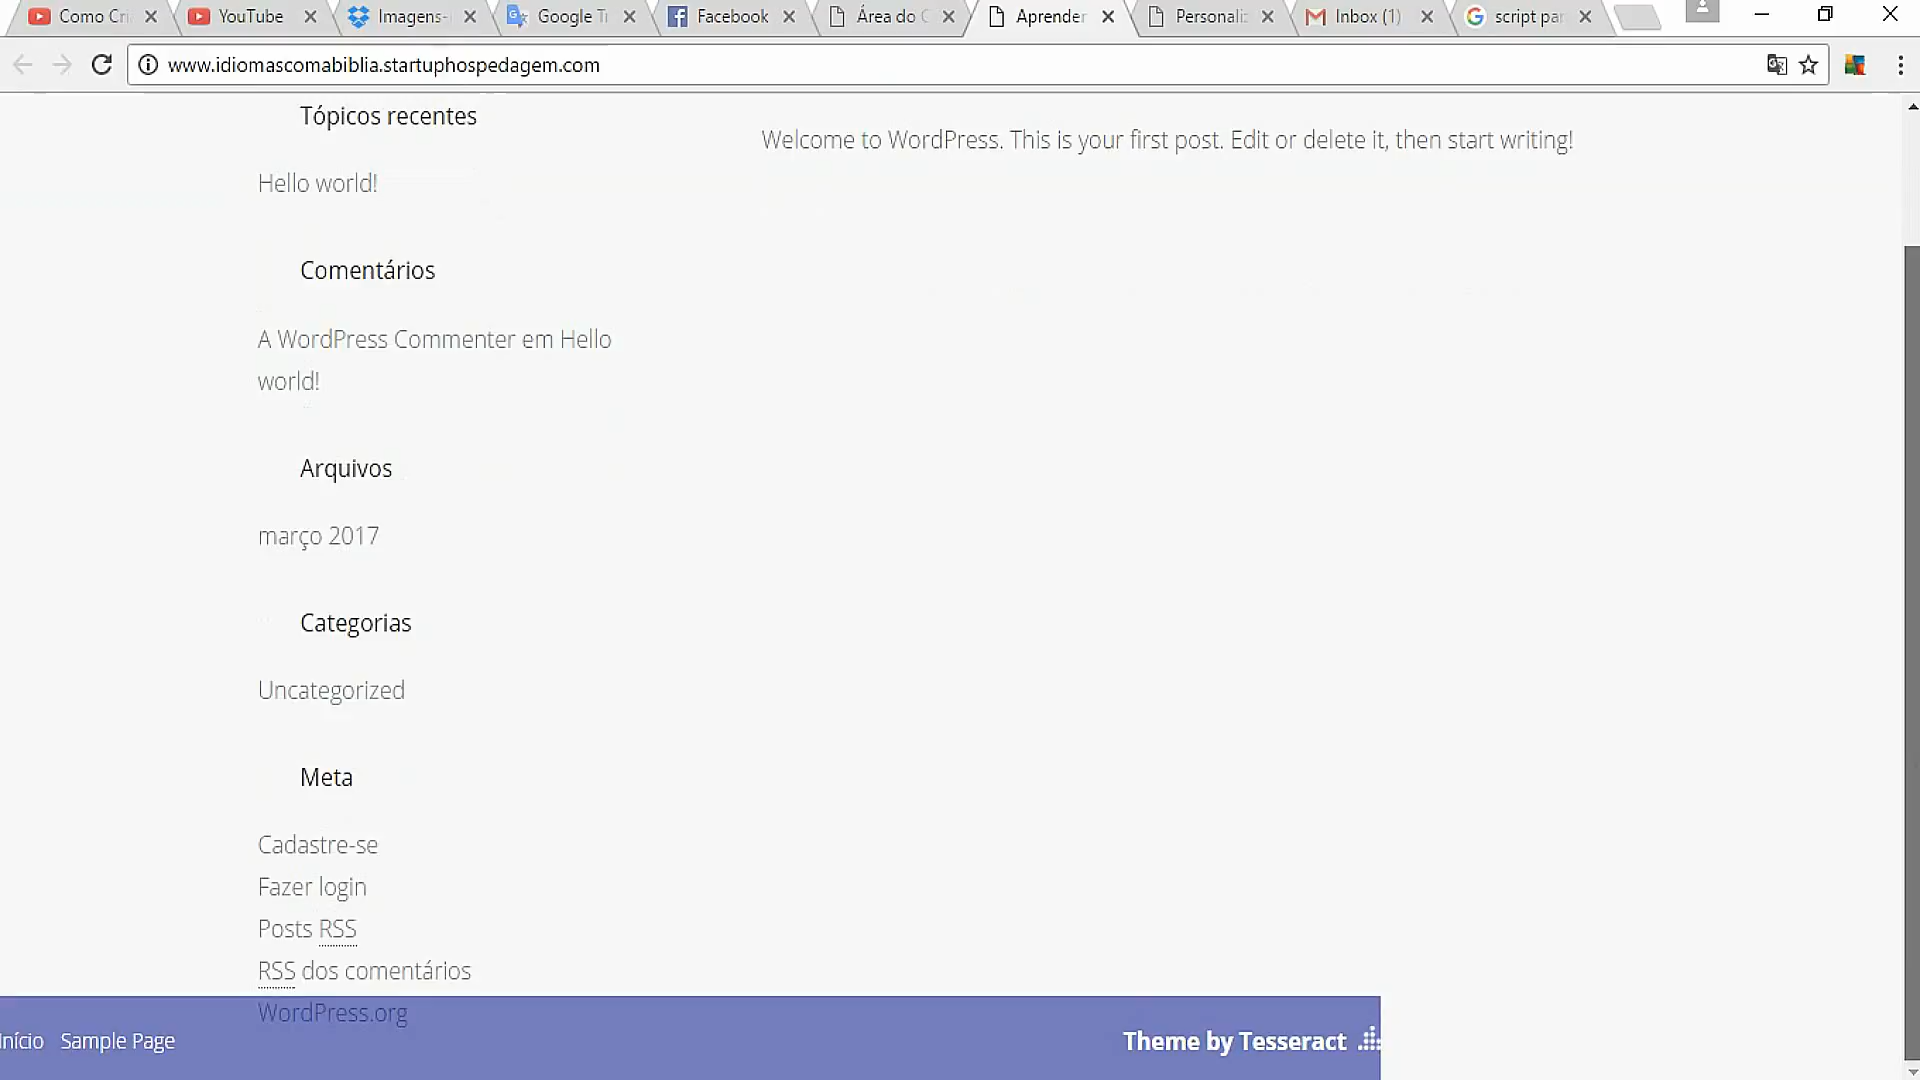 Como Cri
YouTube
Imagens-
Google Tr
Facebook
Área do C
Aprender
Personaliz
Inbox (1)
script par
www.idiomascomabiblia.startuphospedagem.com
Tópicos recentes
Welcome to WordPress. This is your first post. Edit or delete it, then start writing!
Hello world!
Comentários
A WordPress Commenter em Hello
world!
Arquivos
março 2017
Categorias
Uncategorized
Meta
Cadastre-se
Fazer login
Posts RSS
RSS dos comentários
WordPress.org
Início Sample Page
Theme by Tesseract